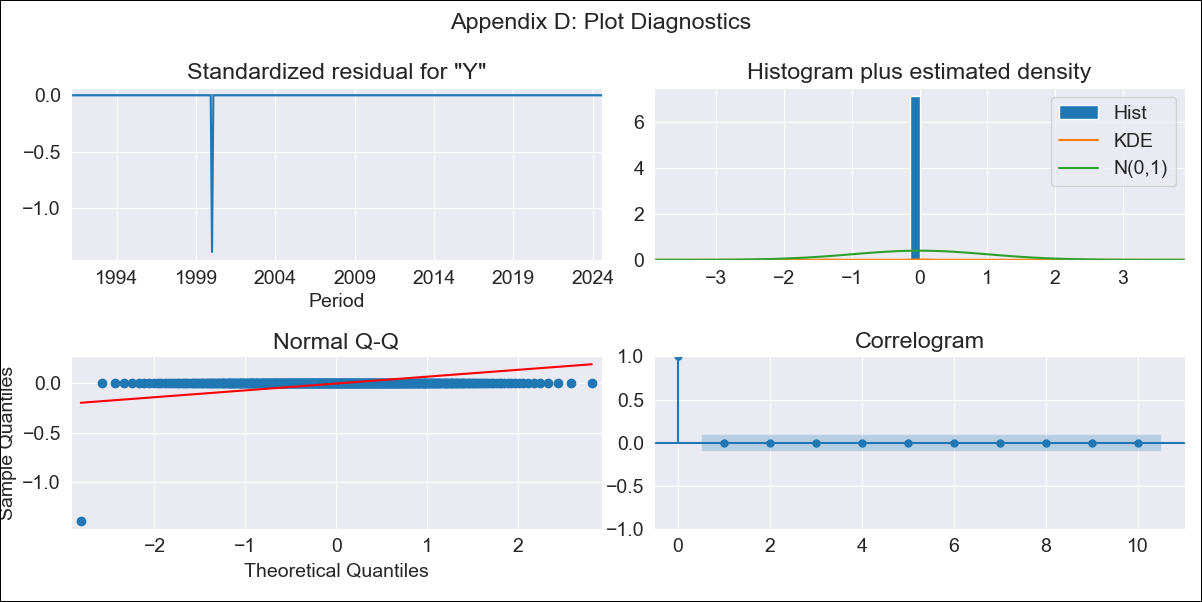 Appendix D: Plot Diagnostics
Standardized residual for "Y"
0.0
−0.5
−1.0
1994 1999 2004 2009 2014 2019 2024
Period
Histogram plus estimated density
Hist
KDE
N(0,1)
6
4
2
0
−3 −2 −1 0 1 2 3
Normal Q-Q
Sample Quantiles
0.0
−0.5
−1.0
−2 −1 0 1 2
Theoretical Quantiles
Correlogram
1.0
0.5
0.0
−0.5
−1.0
0 2 4 6 8 10